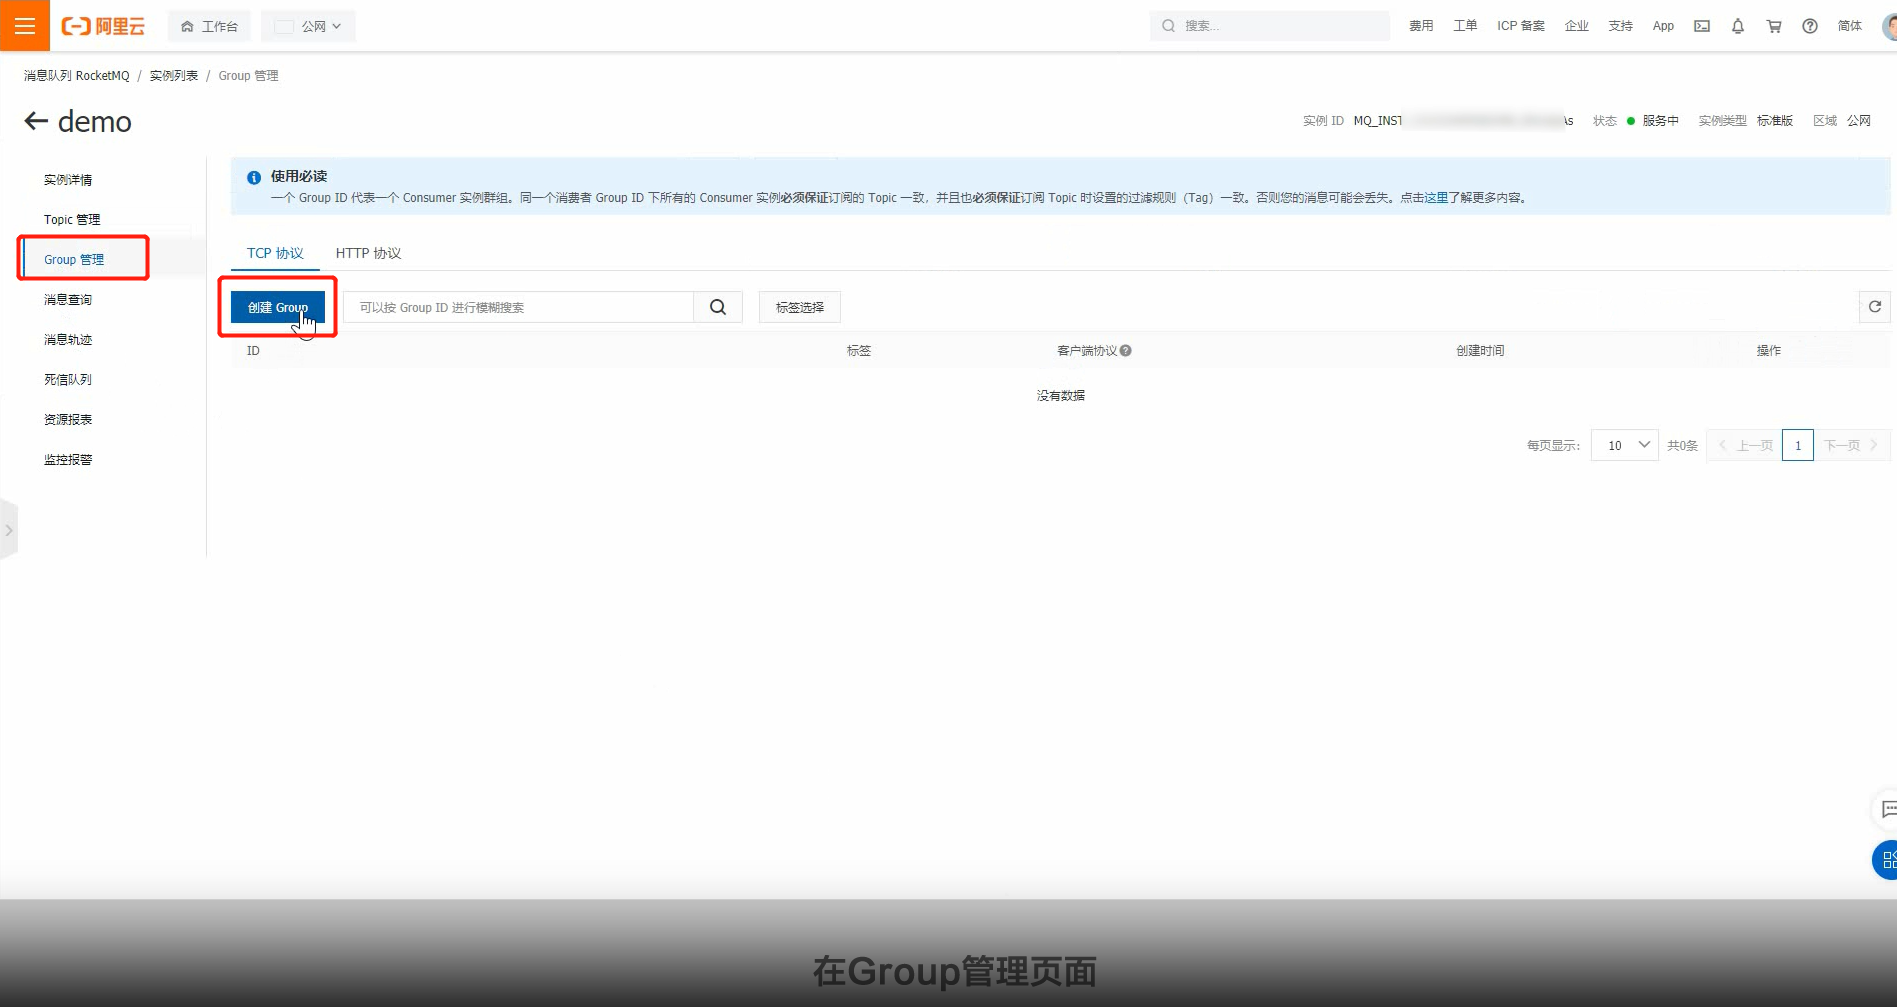 阿里云 工作台 公网 搜索... 费用 工单 ICP 备案 企业 支持 App 简体
消息队列 RocketMQ / 实例列表 / Group 管理
demo 实例 ID MQ_INST 状态 服务中 实例类型 标准版 区域 公网
实例详情
Topic 管理
Group 管理
消息查询
消息轨迹
死信队列
资源报表
监控报警
使用必读
一个 Group ID 代表一个 Consumer 实例群组。同一个消费者 Group ID 下所有的 Consumer 实例必须保证订阅的 Topic 一致，并且也必须保证订阅 Topic 时设置的过滤规则（Tag）一致。否则您的消息可能会丢失。点击这里了解更多内容。
TCP 协议 HTTP 协议
创建 Group 可以按 Group ID 进行模糊搜索 标签选择
ID 标签 客户端协议 创建时间 操作
没有数据
每页显示： 10 共0条 上一页 1 下一页
在Group管理页面